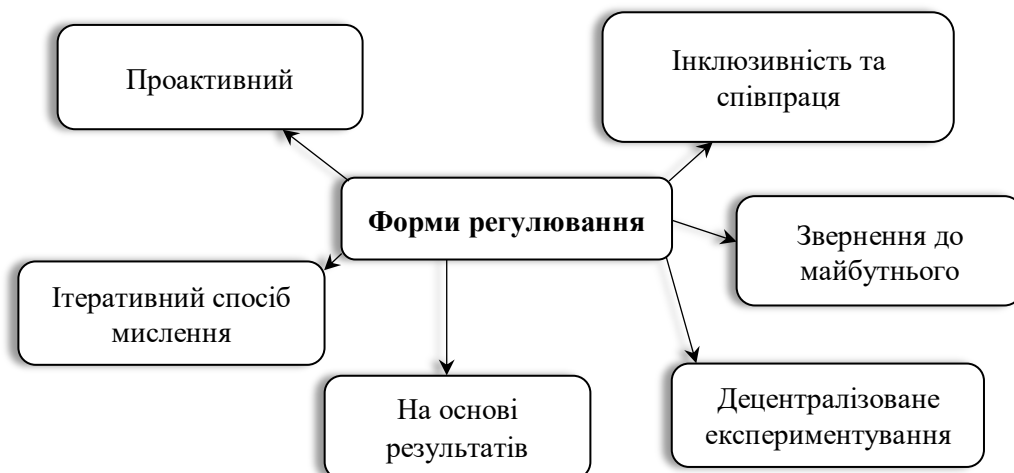 Проактивний
Інклюзивність та
співпраця
Форми регулювання
Звернення до
майбутнього
Ітеративний спосіб
мислення
На основі
результатів
Децентралізоване
експериментування